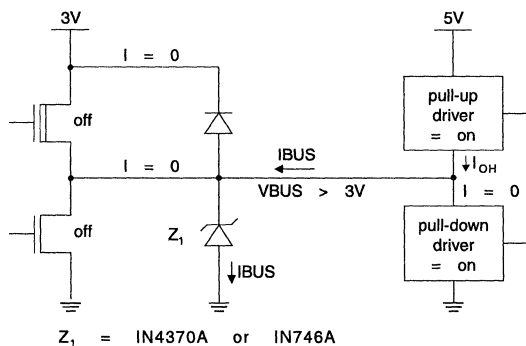 3V
5V
I = 0
pull-up
driver
= on
off
I = 0
IBUS
IOH
VBUS > 3V
I = 0
off
Z1
pull-down
driver
= on
IBUS
Z1 = IN4370A or IN746A